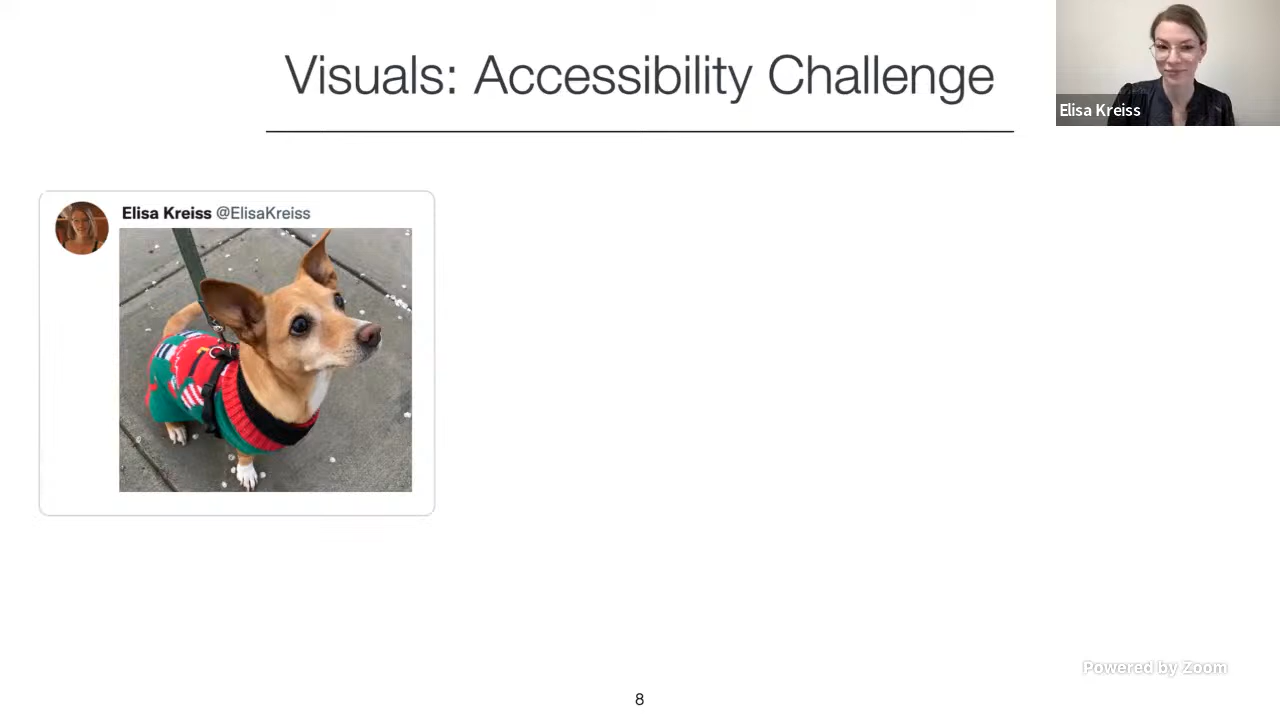 Visuals: Accessibility Challenge
Elisa Kreiss
Elisa Kreiss @ElisaKreiss
Powered by Zoom
8